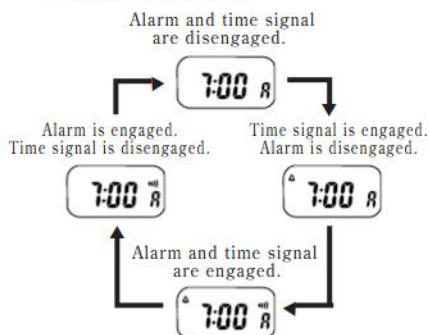 Alarm and time signal
are disengaged.
7:00 A
Alarm is engaged.
Time signal is disengaged.
Time signal is engaged.
Alarm is disengaged.
7:00 A
7:00 A
Alarm and time signal
are engaged.
7:00 A